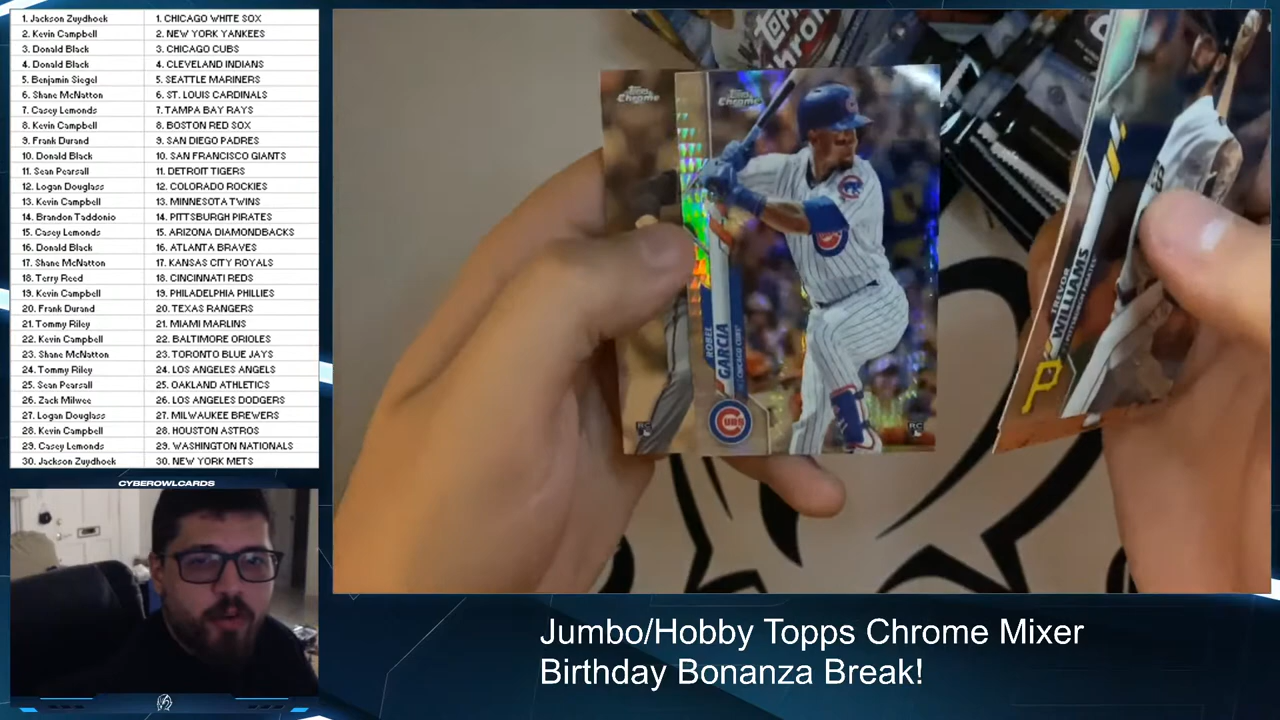 1. Jackson Zuydhoek 1. CHICAGO WHITE SOX
2. Kevin Campbell 2. NEW YORK YANKEES
3. Donald Black 3. CHICAGO CUBS
4. Donald Black 4. CLEVELAND INDIANS
5. Benjamin Siegel 5. SEATTLE MARINERS
6. Shane McNatton 6. ST. LOUIS CARDINALS
7. Casey Lemonds 7. TAMPA BAY RAYS
8. Kevin Campbell 8. BOSTON RED SOX
9. Frank Durand 9. SAN DIEGO PADRES
10. Donald Black 10. SAN FRANCISCO GIANTS
11. Sean Pearsall 11. DETROIT TIGERS
12. Logan Douglass 12. COLORADO ROCKIES
13. Kevin Campbell 13. MINNESOTA TWINS
14. Brandon Taddonio 14. PITTSBURGH PIRATES
15. Casey Lemonds 15. ARIZONA DIAMONDBACKS
16. Donald Black 16. ATLANTA BRAVES
17. Shane McNatton 17. KANSAS CITY ROYALS
18. Terry Reed 18. CINCINNATI REDS
19. Kevin Campbell 19. PHILADELPHIA PHILLIES
20. Frank Durand 20. TEXAS RANGERS
21. Tommy Riley 21. MIAMI MARLINS
22. Kevin Campbell 22. BALTIMORE ORIOLES
23. Shane McNatton 23. TORONTO BLUE JAYS
24. Tommy Riley 24. LOS ANGELES ANGELS
25. Sean Pearsall 25. OAKLAND ATHLETICS
26. Zack Milwee 26. LOS ANGELES DODGERS
27. Logan Douglass 27. MILWAUKEE BREWERS
28. Kevin Campbell 28. HOUSTON ASTROS
29. Casey Lemonds 29. WASHINGTON NATIONALS
30. Jackson Zuydhoek 30. NEW YORK METS
CYBEROWLCARDS
Topps
Chrome
Topps
Chrome
Topps
Chrome
ROBEL
GARCIA
CHICAGO CUBS
CUBS
RC
RC
TREVOR
WILLIAMS
PITTSBURGH PIRATES
P
Jumbo/Hobby Topps Chrome Mixer
Birthday Bonanza Break!